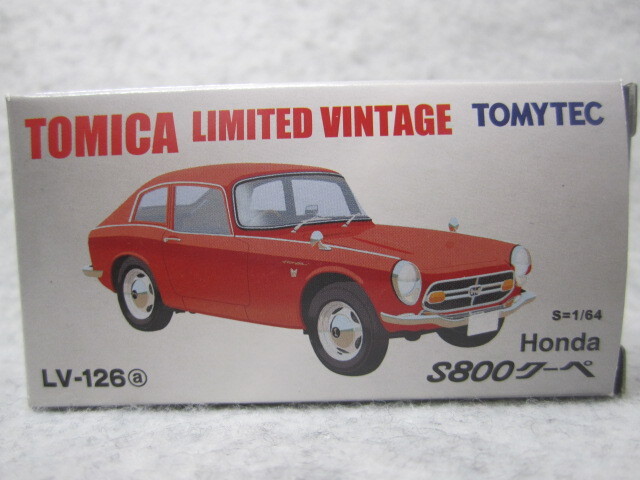 TOMICA LIMITED VINTAGE TOMYTEC
S=1/64
Honda
LV-126ⓐ S800クーペ